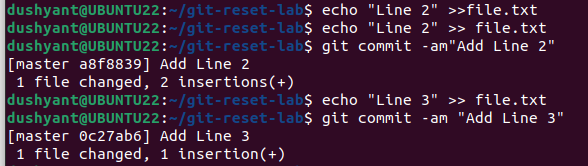 dushyant@UBUNTU22:~/git-reset-lab$ echo "Line 2" >>file.txt
dushyant@UBUNTU22:~/git-reset-lab$ echo "Line 2" >> file.txt
dushyant@UBUNTU22:~/git-reset-lab$ git commit -am"Add Line 2"
[master a8f8839] Add Line 2
 1 file changed, 2 insertions(+)
dushyant@UBUNTU22:~/git-reset-lab$ echo "Line 3" >> file.txt
dushyant@UBUNTU22:~/git-reset-lab$ git commit -am "Add Line 3"
[master 0c27ab6] Add Line 3
 1 file changed, 1 insertion(+)